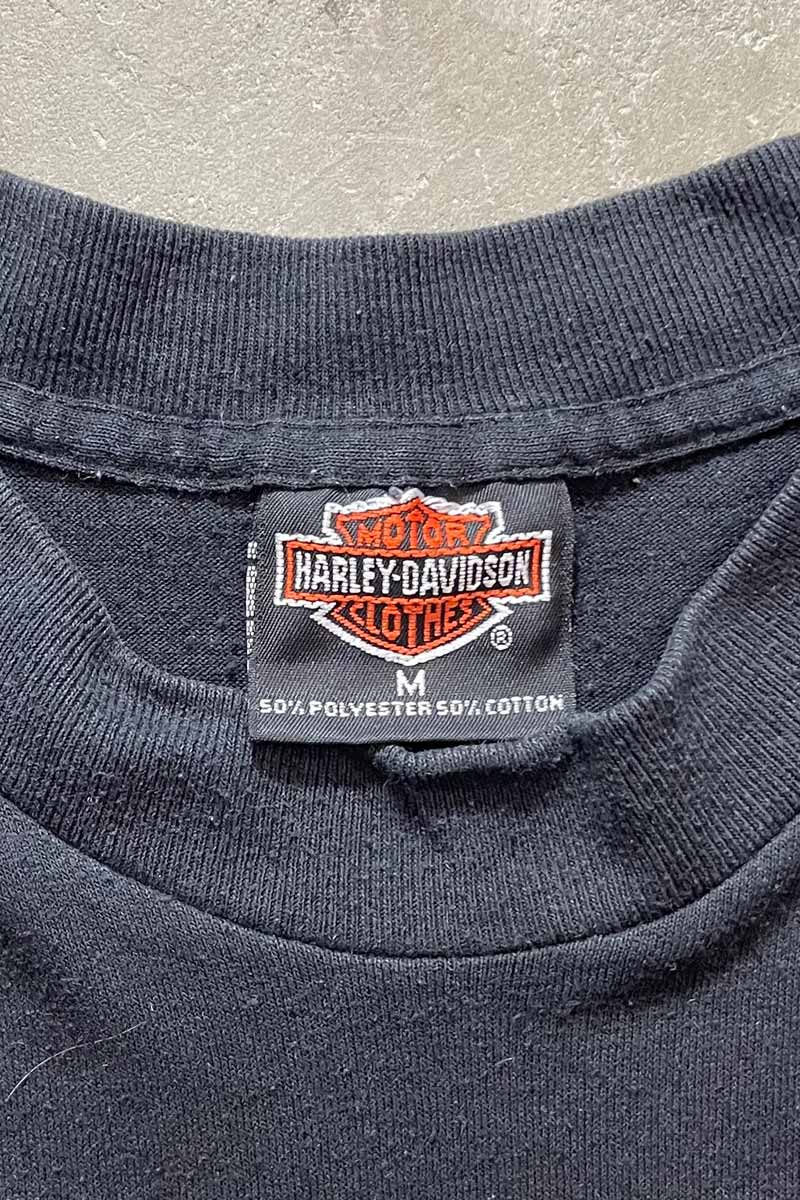 MOTOR
HARLEY-DAVIDSON
CLOTHES
®
M
50% POLYESTER 50% COTTON